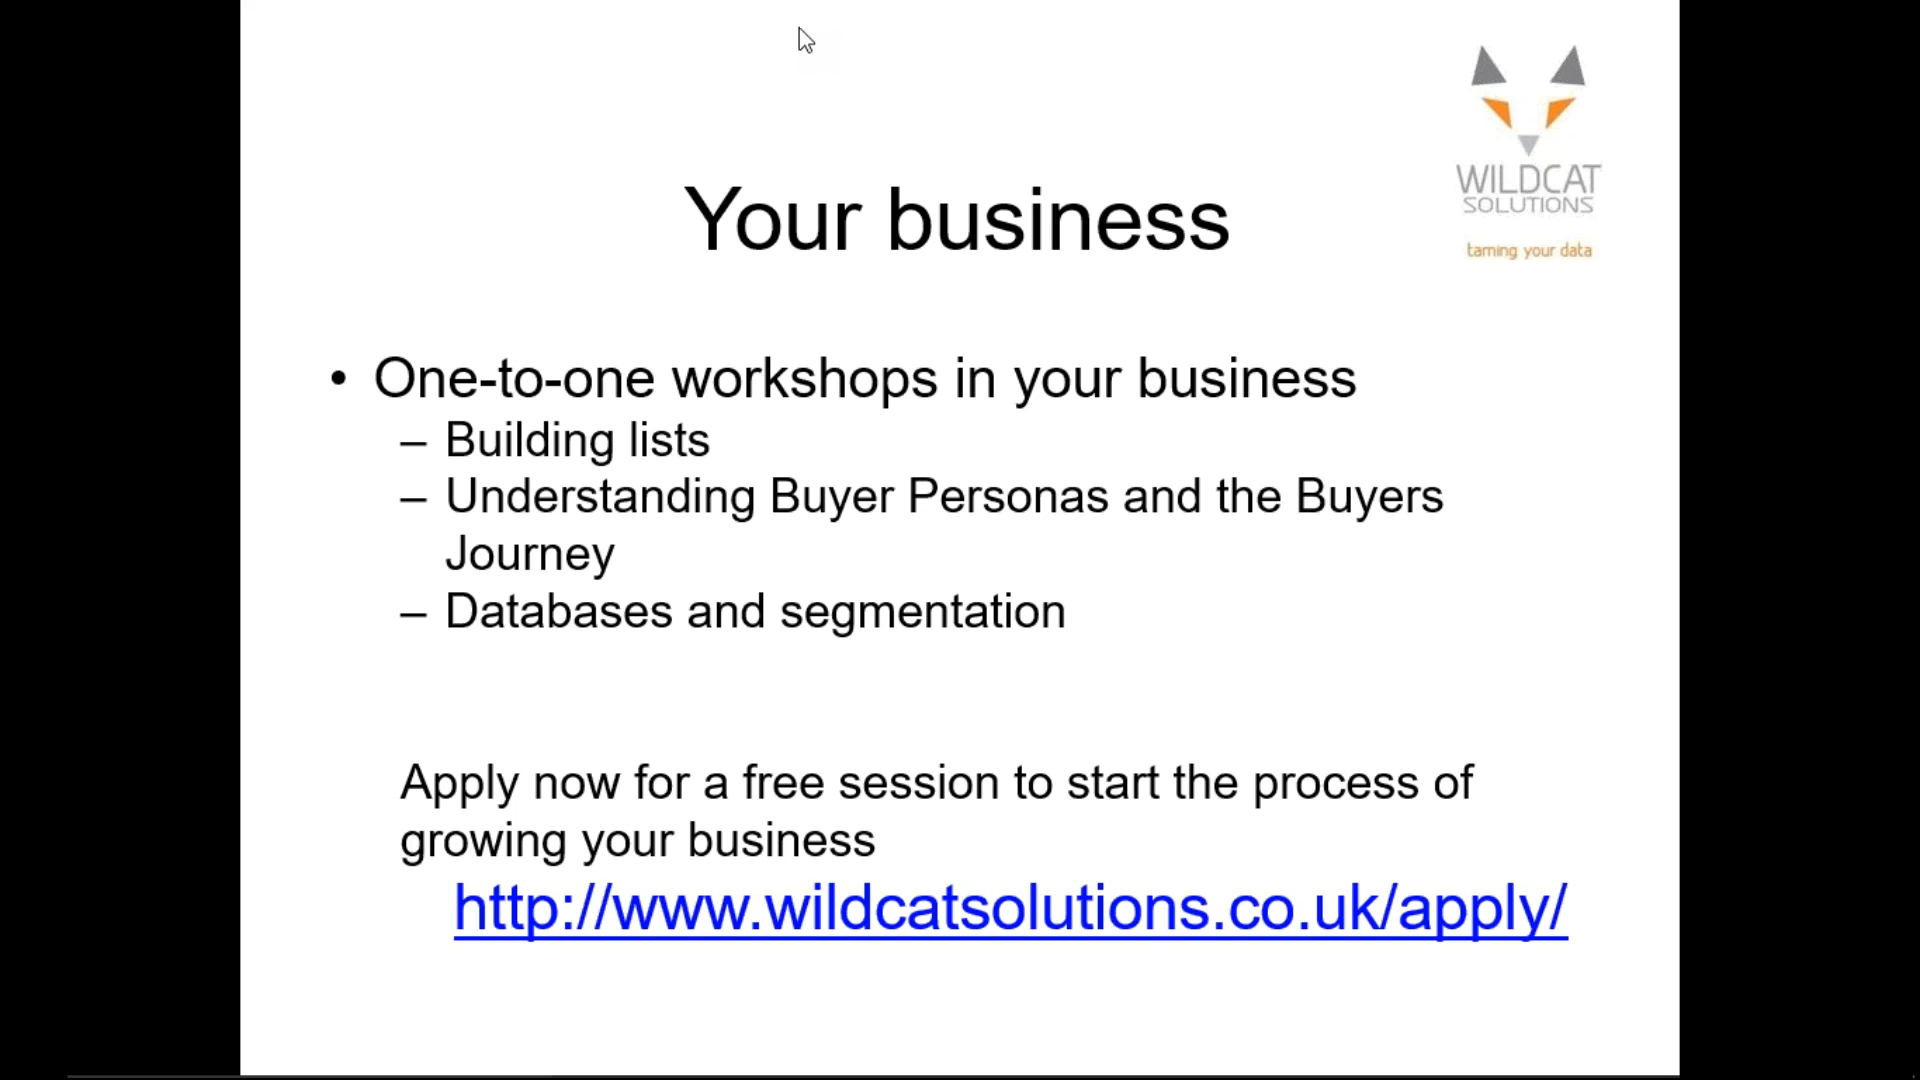 WILDCAT
SOLUTIONS
taming your data
Your business
• One-to-one workshops in your business
– Building lists
– Understanding Buyer Personas and the Buyers
Journey
– Databases and segmentation
Apply now for a free session to start the process of
growing your business
http://www.wildcatsolutions.co.uk/apply/